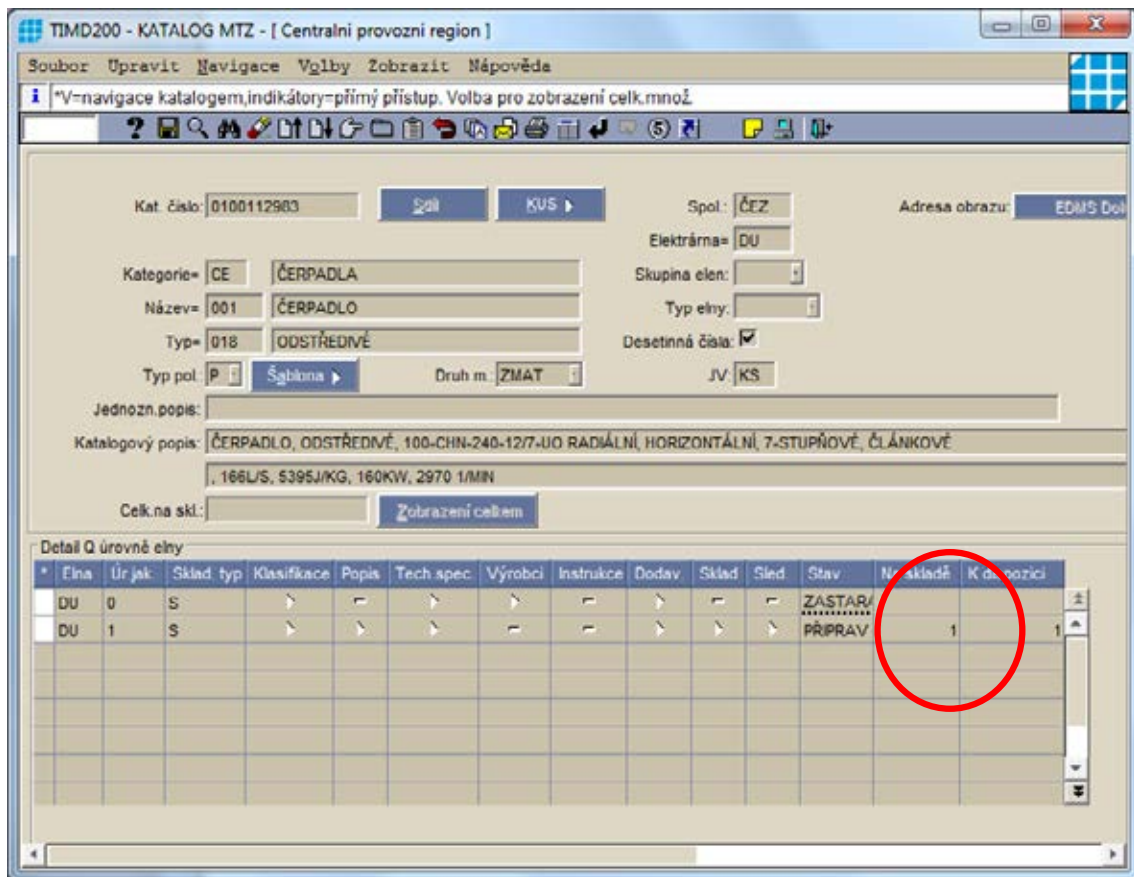 TIMD200 - KATALOG MTZ - [ Centralni provozni region ]
Soubor Upravit Navigace Volby Zobrazit Nápověda
*V=navigace katalogem,indikátory=přímý přístup. Volba pro zobrazení celk.množ.
Kat. číslo: 0100112983 Sdíl KUS Spol.: ČEZ Adresa obrazu: EDMS Dok
Elektrárna= DU
Kategorie= CE ČERPADLA Skupina elen:
Název= 001 ČERPADLO Typ elny:
Typ= 018 ODSTŘEDIVÉ Desetinná čísla:
Typ pol. P Šablona Druh m.: ZMAT JV: KS
Jednozn.popis:
Katalogový popis: ČERPADLO, ODSTŘEDIVÉ, 100-CHN-240-12/7-UO RADIÁLNÍ, HORIZONTÁLNÍ, 7-STUPŇOVÉ, ČLÁNKOVÉ
, 166L/S, 5395J/KG, 160KW, 2970 1/MIN
Celk.na skl.: Zobrazení celkem
Detail Q úrovně elny
* Elna Úr.jak. Sklad. typ Klasifikace Popis Tech spec. Výrobci Instrukce Dodav Sklad Sled. Stav Na skladě K dispozici
DU 0 S ZASTARA
DU 1 S PŘIPRAV 1 1